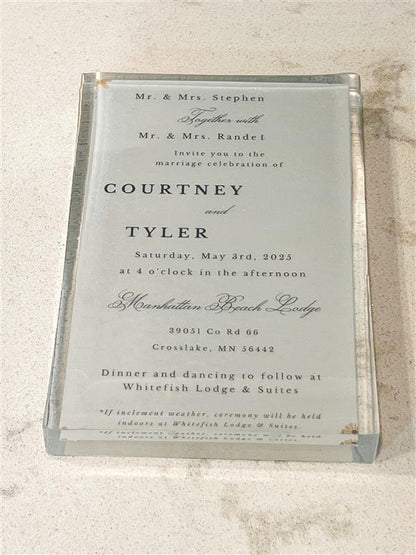 Mr. & Mrs. Stephen
Together with
Mr. & Mrs. Randel
Invite you to the
marriage celebration of
COURTNEY
and
TYLER
Saturday, May 3rd, 2025
at 4 o'clock in the afternoon
Manhattan Beach Lodge
39051 Co Rd 66
Crosslake, MN 56442
Dinner and dancing to follow at
Whitefish Lodge & Suites
*If inclement weather, ceremony will be held
indoors at Whitefish Lodge & Suites.